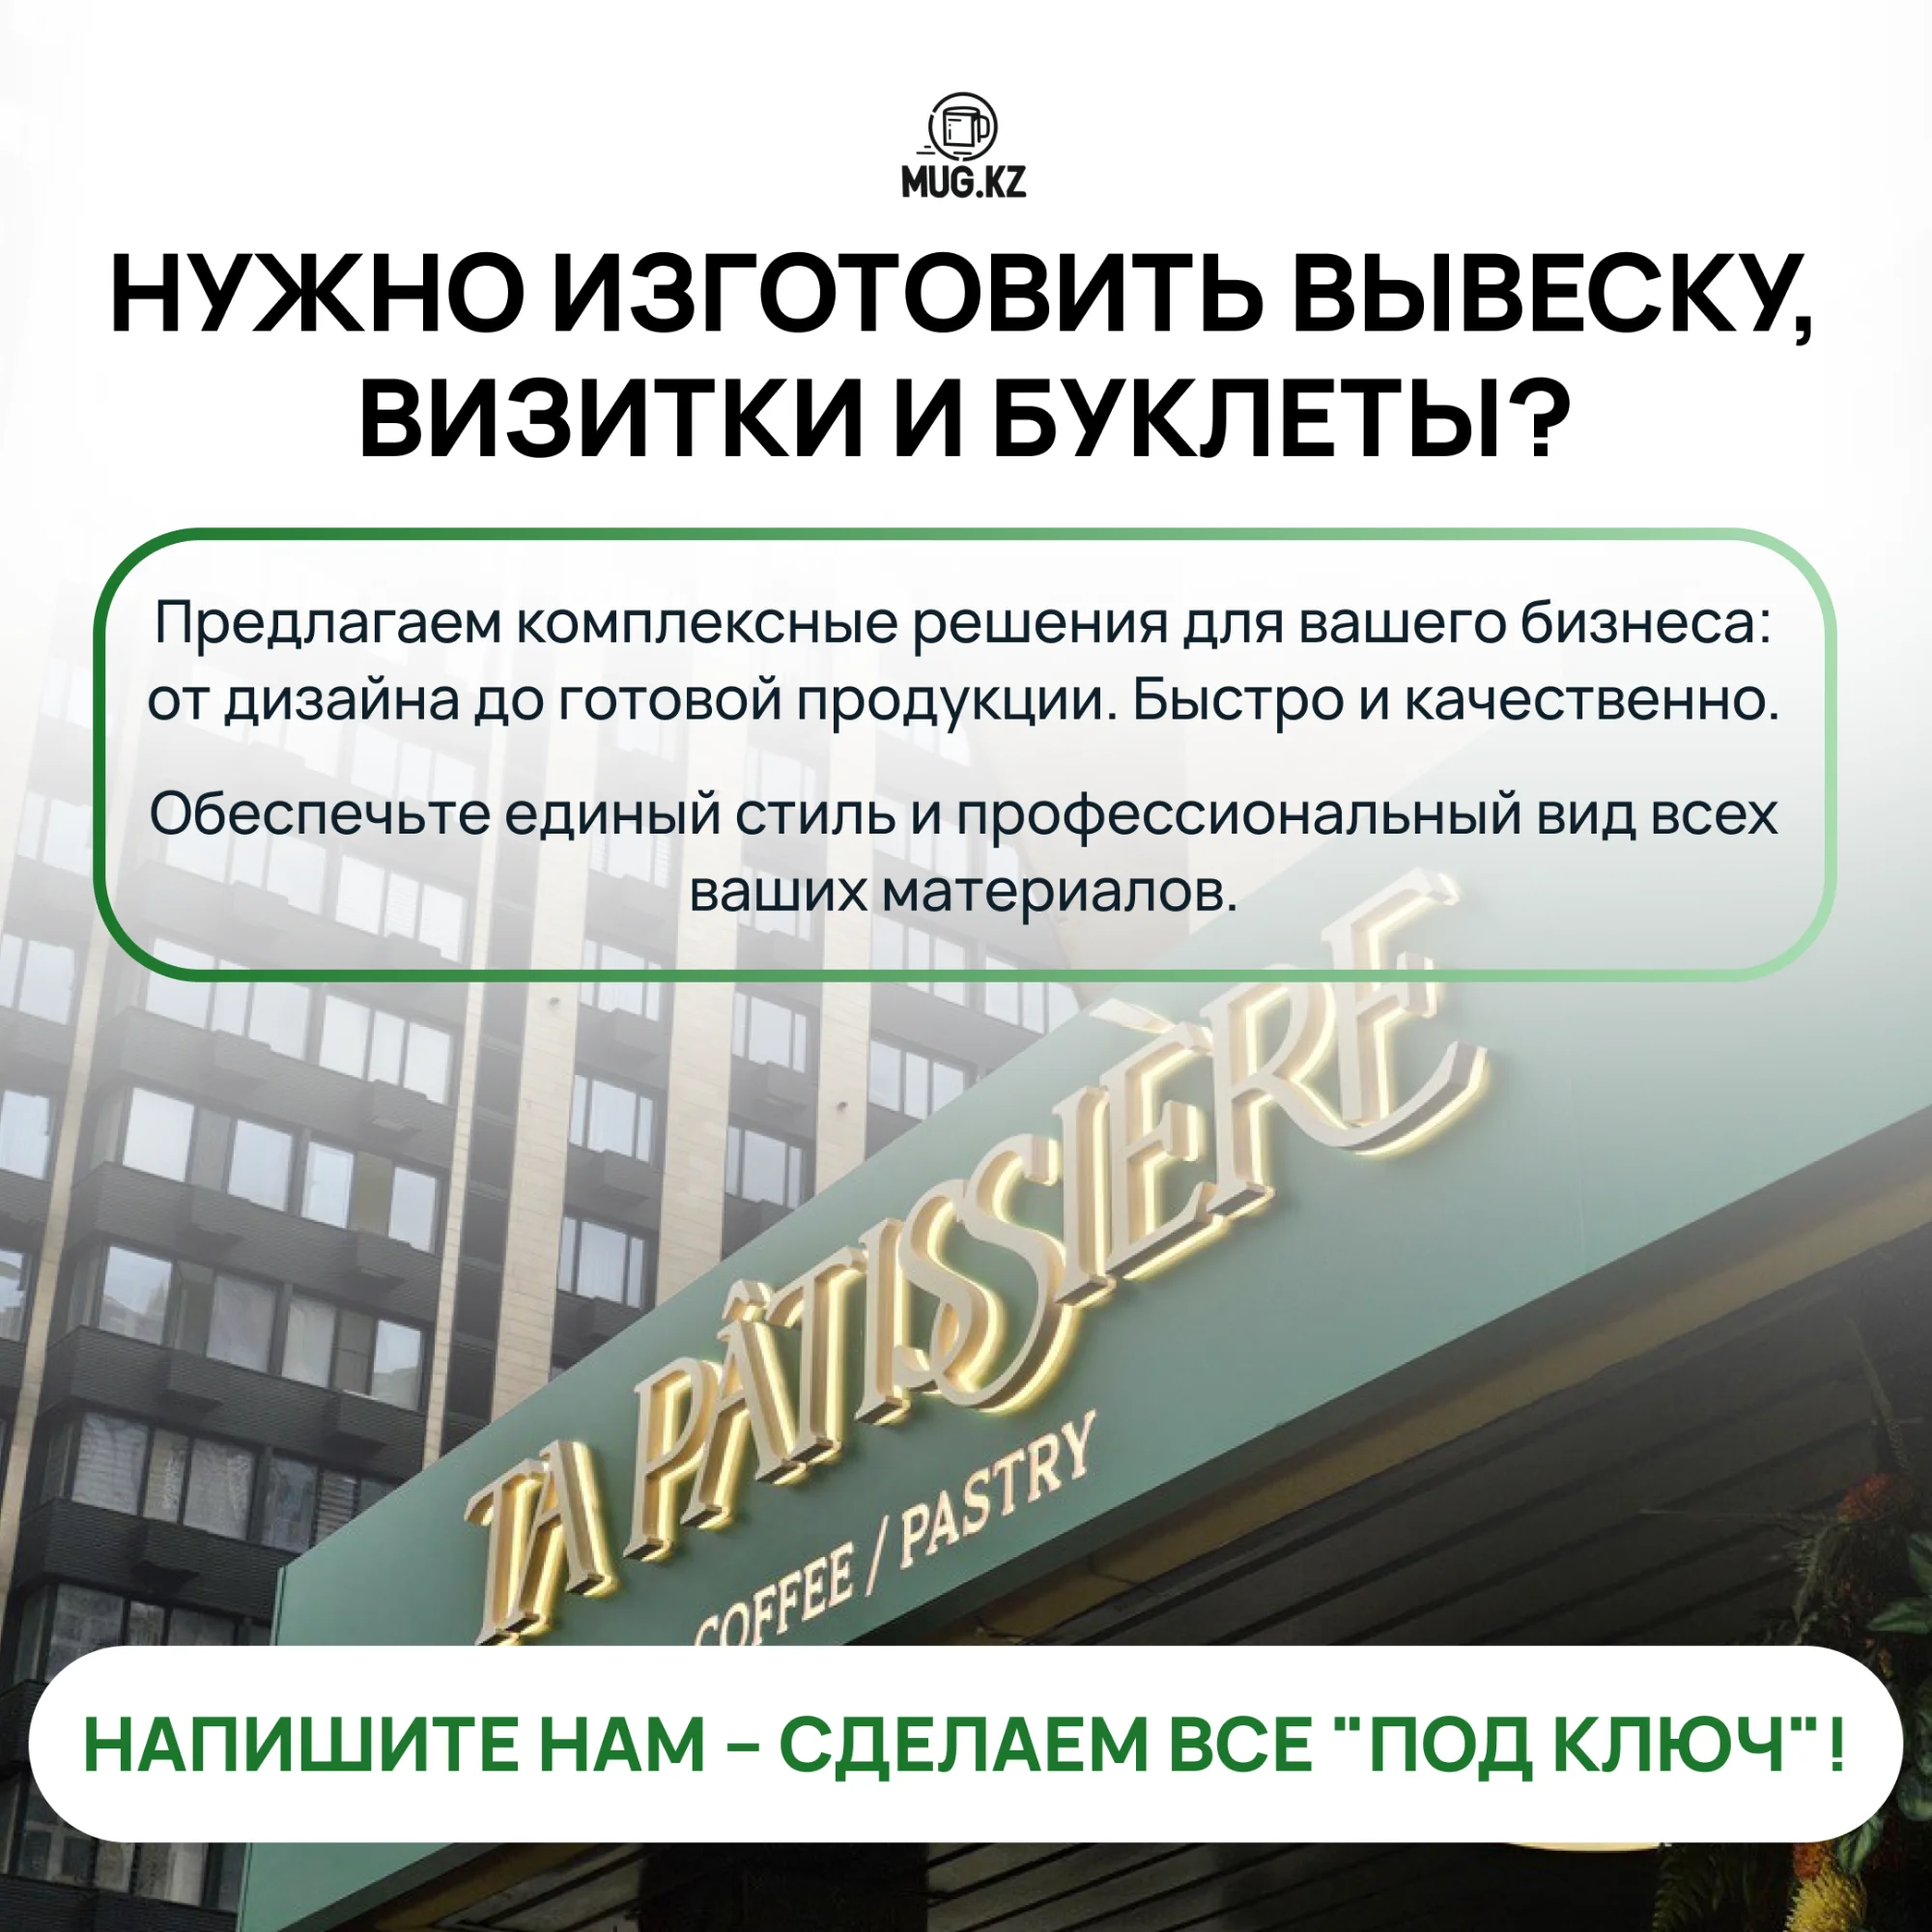 MUG.KZ
НУЖНО ИЗГОТОВИТЬ ВЫВЕСКУ,
ВИЗИТКИ И БУКЛЕТЫ?
Предлагаем комплексные решения для вашего бизнеса:
от дизайна до готовой продукции. Быстро и качественно.
Обеспечьте единый стиль и профессиональный вид всех
ваших материалов.
TA PÂTISSIÈRE
COFFEE / PASTRY
НАПИШИТЕ НАМ – СДЕЛАЕМ ВСЕ "ПОД КЛЮЧ"!